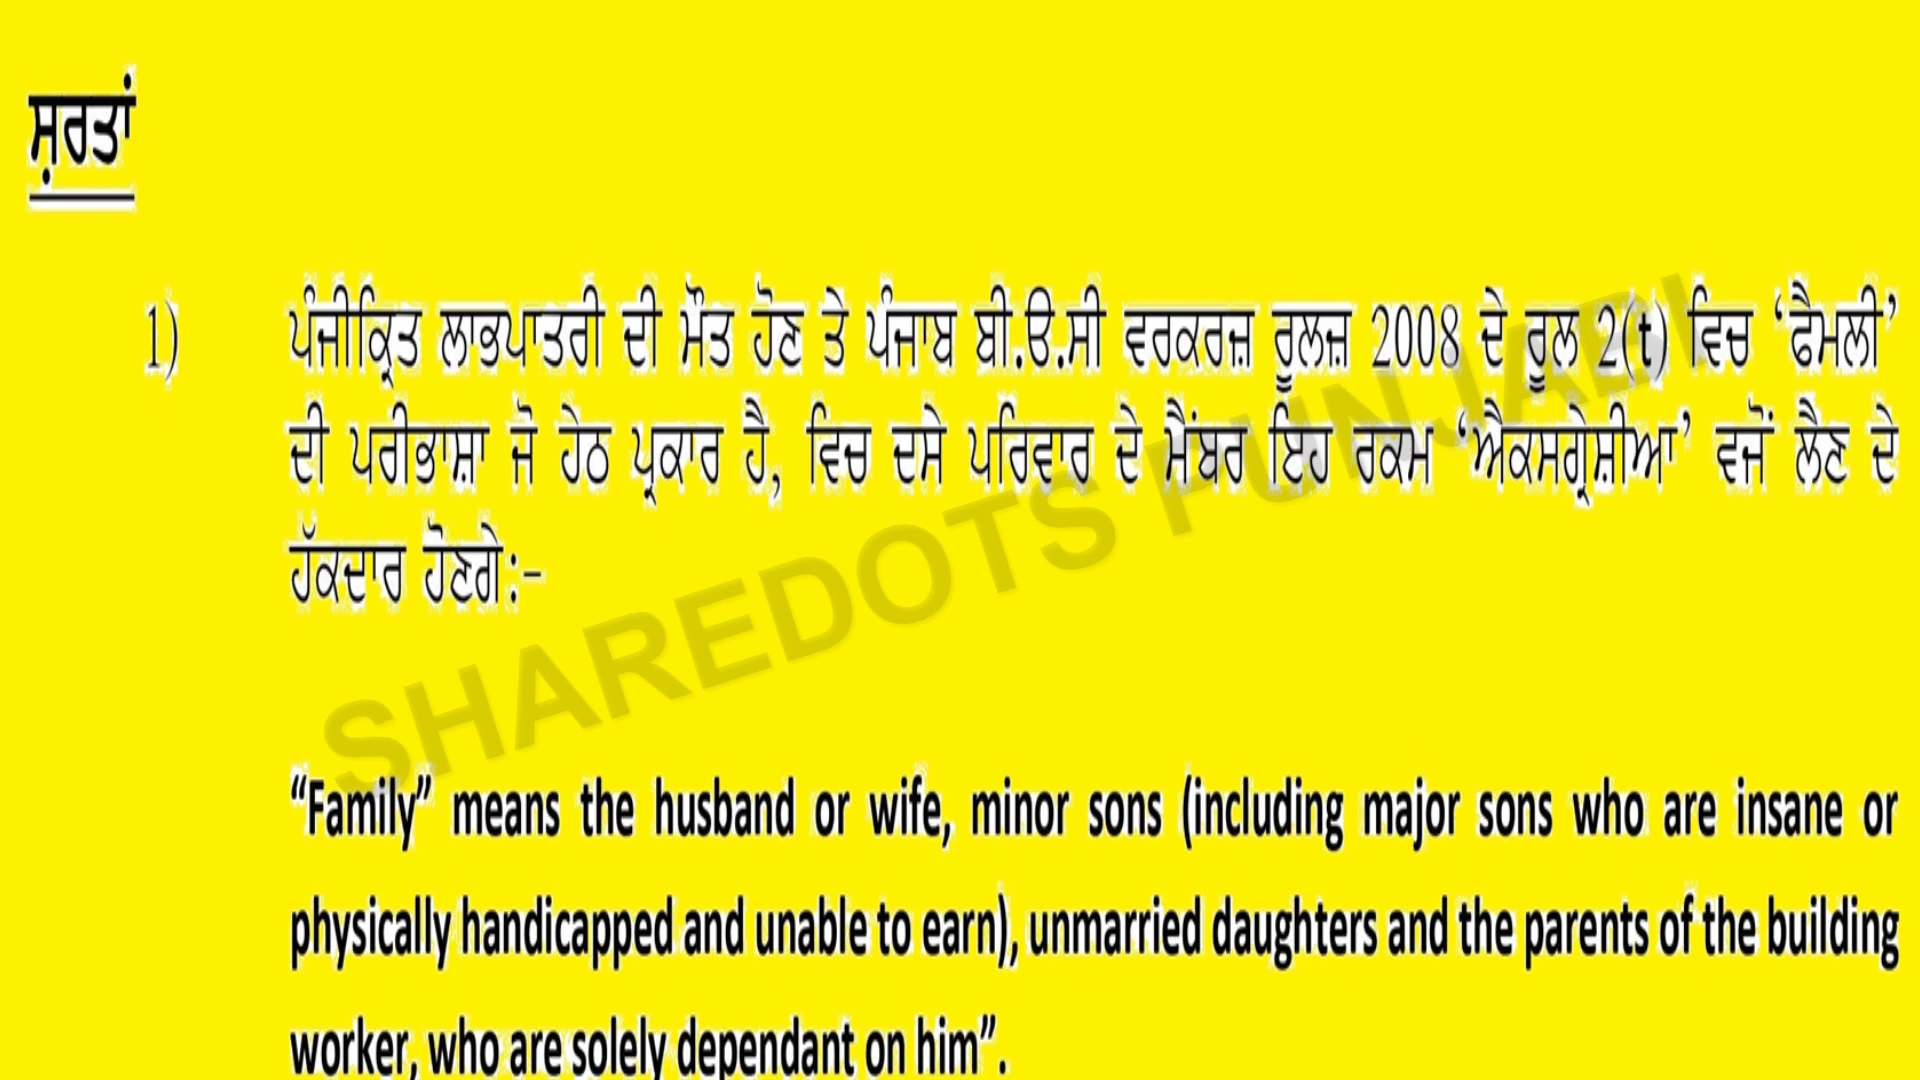 ਸ਼ਰਤਾਂ
1) ਪੰਜੀਕ੍ਰਿਤ ਲਾਭਪਾਤਰੀ ਦੀ ਮੌਤ ਹੋਣ ਤੇ ਪੰਜਾਬ ਬੀ.ਓ.ਸੀ ਵਰਕਰਜ਼ ਰੂਲਜ਼ 2008 ਦੇ ਰੂਲ 2(t) ਵਿਚ ‘ਫੈਮਲੀ’
ਦੀ ਪਰੀਭਾਸ਼ਾ ਜੋ ਹੇਠ ਪ੍ਰਕਾਰ ਹੈ, ਵਿਚ ਦਸੇ ਪਰਿਵਾਰ ਦੇ ਮੈਂਬਰ ਇਹ ਰਕਮ ‘ਐਕਸਗ੍ਰੇਸ਼ੀਆ’ ਵਜੋਂ ਲੈਣ ਦੇ
ਹੱਕਦਾਰ ਹੋਣਗੇ:-
SHAREDOTS PUNJABI
“Family” means the husband or wife, minor sons (including major sons who are insane or
physically handicapped and unable to earn), unmarried daughters and the parents of the building
worker, who are solely dependant on him”.